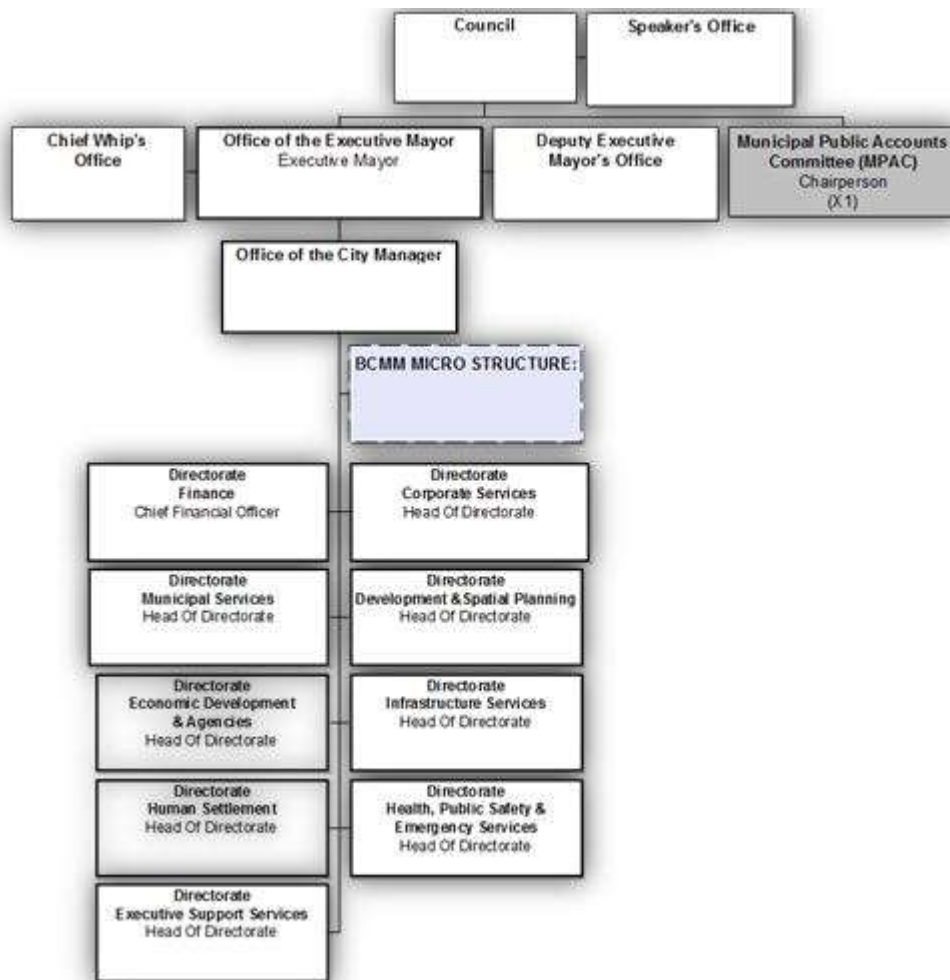 Council
Speaker's Office
Chief Whip's
Office
Office of the Executive Mayor
Executive Mayor
Deputy Executive
Mayor's Office
Municipal Public Accounts
Committee (MPAC)
Chairperson
(X1)
Office of the City Manager
BCMM MICRO STRUCTURE:
Directorate
Finance
Chief Financial Officer
Directorate
Corporate Services
Head Of Directorate
Directorate
Municipal Services
Head Of Directorate
Directorate
Development & Spatial Planning
Head Of Directorate
Directorate
Economic Development
& Agencies
Head Of Directorate
Directorate
Infrastructure Services
Head Of Directorate
Directorate
Human Settlement
Head Of Directorate
Directorate
Health, Public Safety &
Emergency Services
Head Of Directorate
Directorate
Executive Support Services
Head Of Directorate